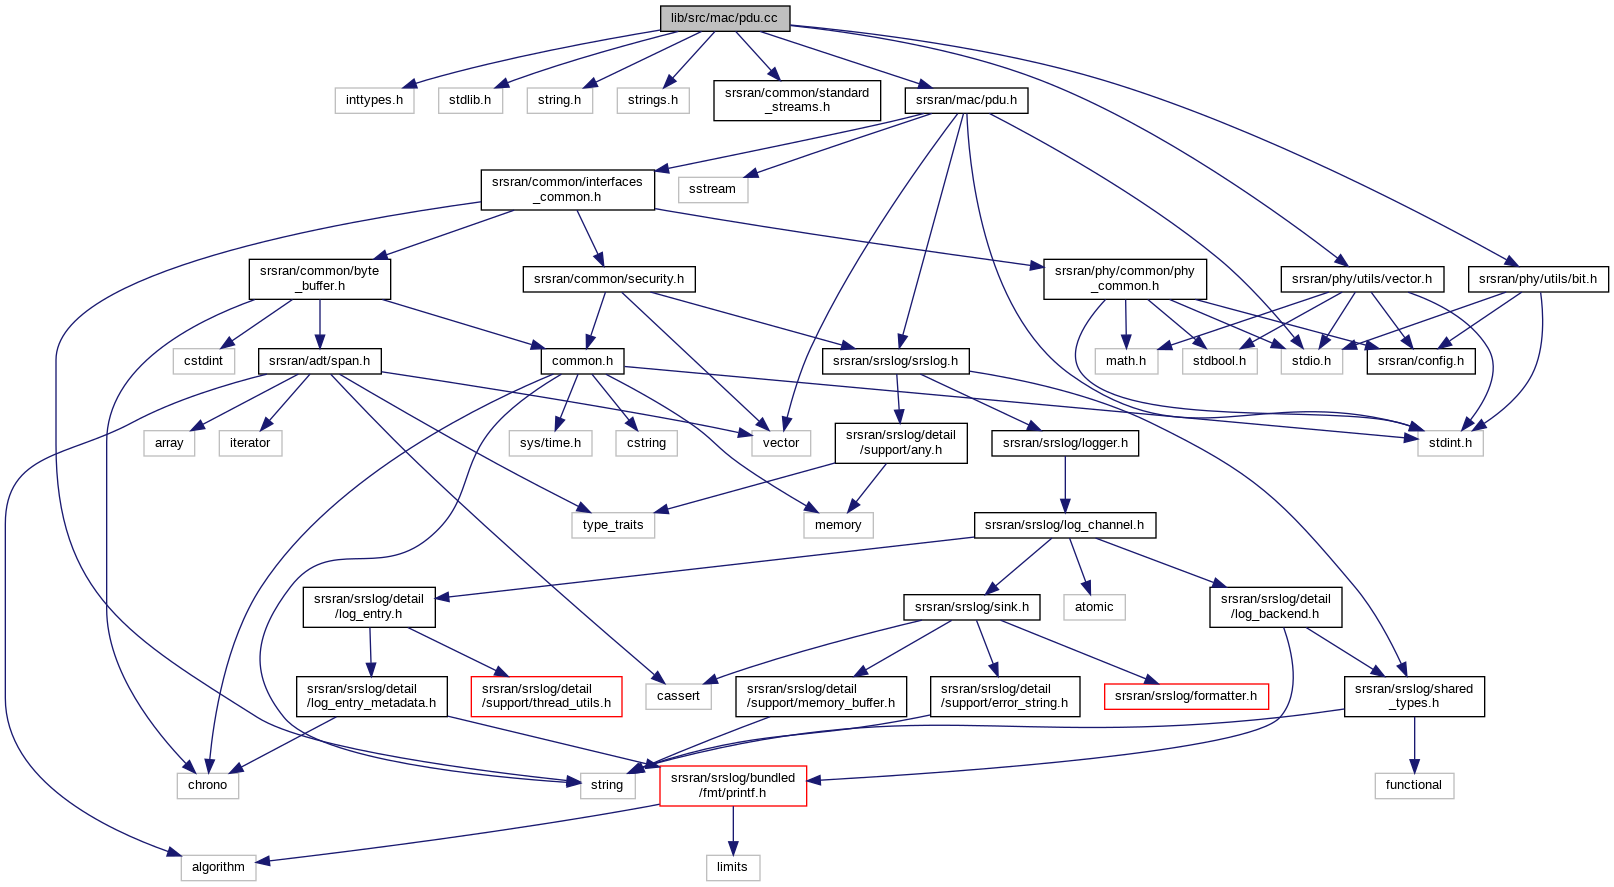 lib/src/mac/pdu.cc
inttypes.h
stdlib.h
string.h
strings.h
srsran/common/standard
_streams.h
srsran/mac/pdu.h
srsran/common/interfaces
_common.h
sstream
srsran/common/byte
_buffer.h
srsran/common/security.h
srsran/phy/common/phy
_common.h
srsran/phy/utils/vector.h
srsran/phy/utils/bit.h
cstdint
srsran/adt/span.h
common.h
srsran/srslog/srslog.h
math.h
stdbool.h
stdio.h
srsran/config.h
array
iterator
sys/time.h
cstring
vector
srsran/srslog/detail
/support/any.h
srsran/srslog/logger.h
stdint.h
type_traits
memory
srsran/srslog/log_channel.h
srsran/srslog/detail
/log_entry.h
srsran/srslog/sink.h
atomic
srsran/srslog/detail
/log_backend.h
srsran/srslog/detail
/log_entry_metadata.h
srsran/srslog/detail
/support/thread_utils.h
cassert
srsran/srslog/detail
/support/memory_buffer.h
srsran/srslog/detail
/support/error_string.h
srsran/srslog/formatter.h
srsran/srslog/shared
_types.h
chrono
string
srsran/srslog/bundled
/fmt/printf.h
functional
algorithm
limits